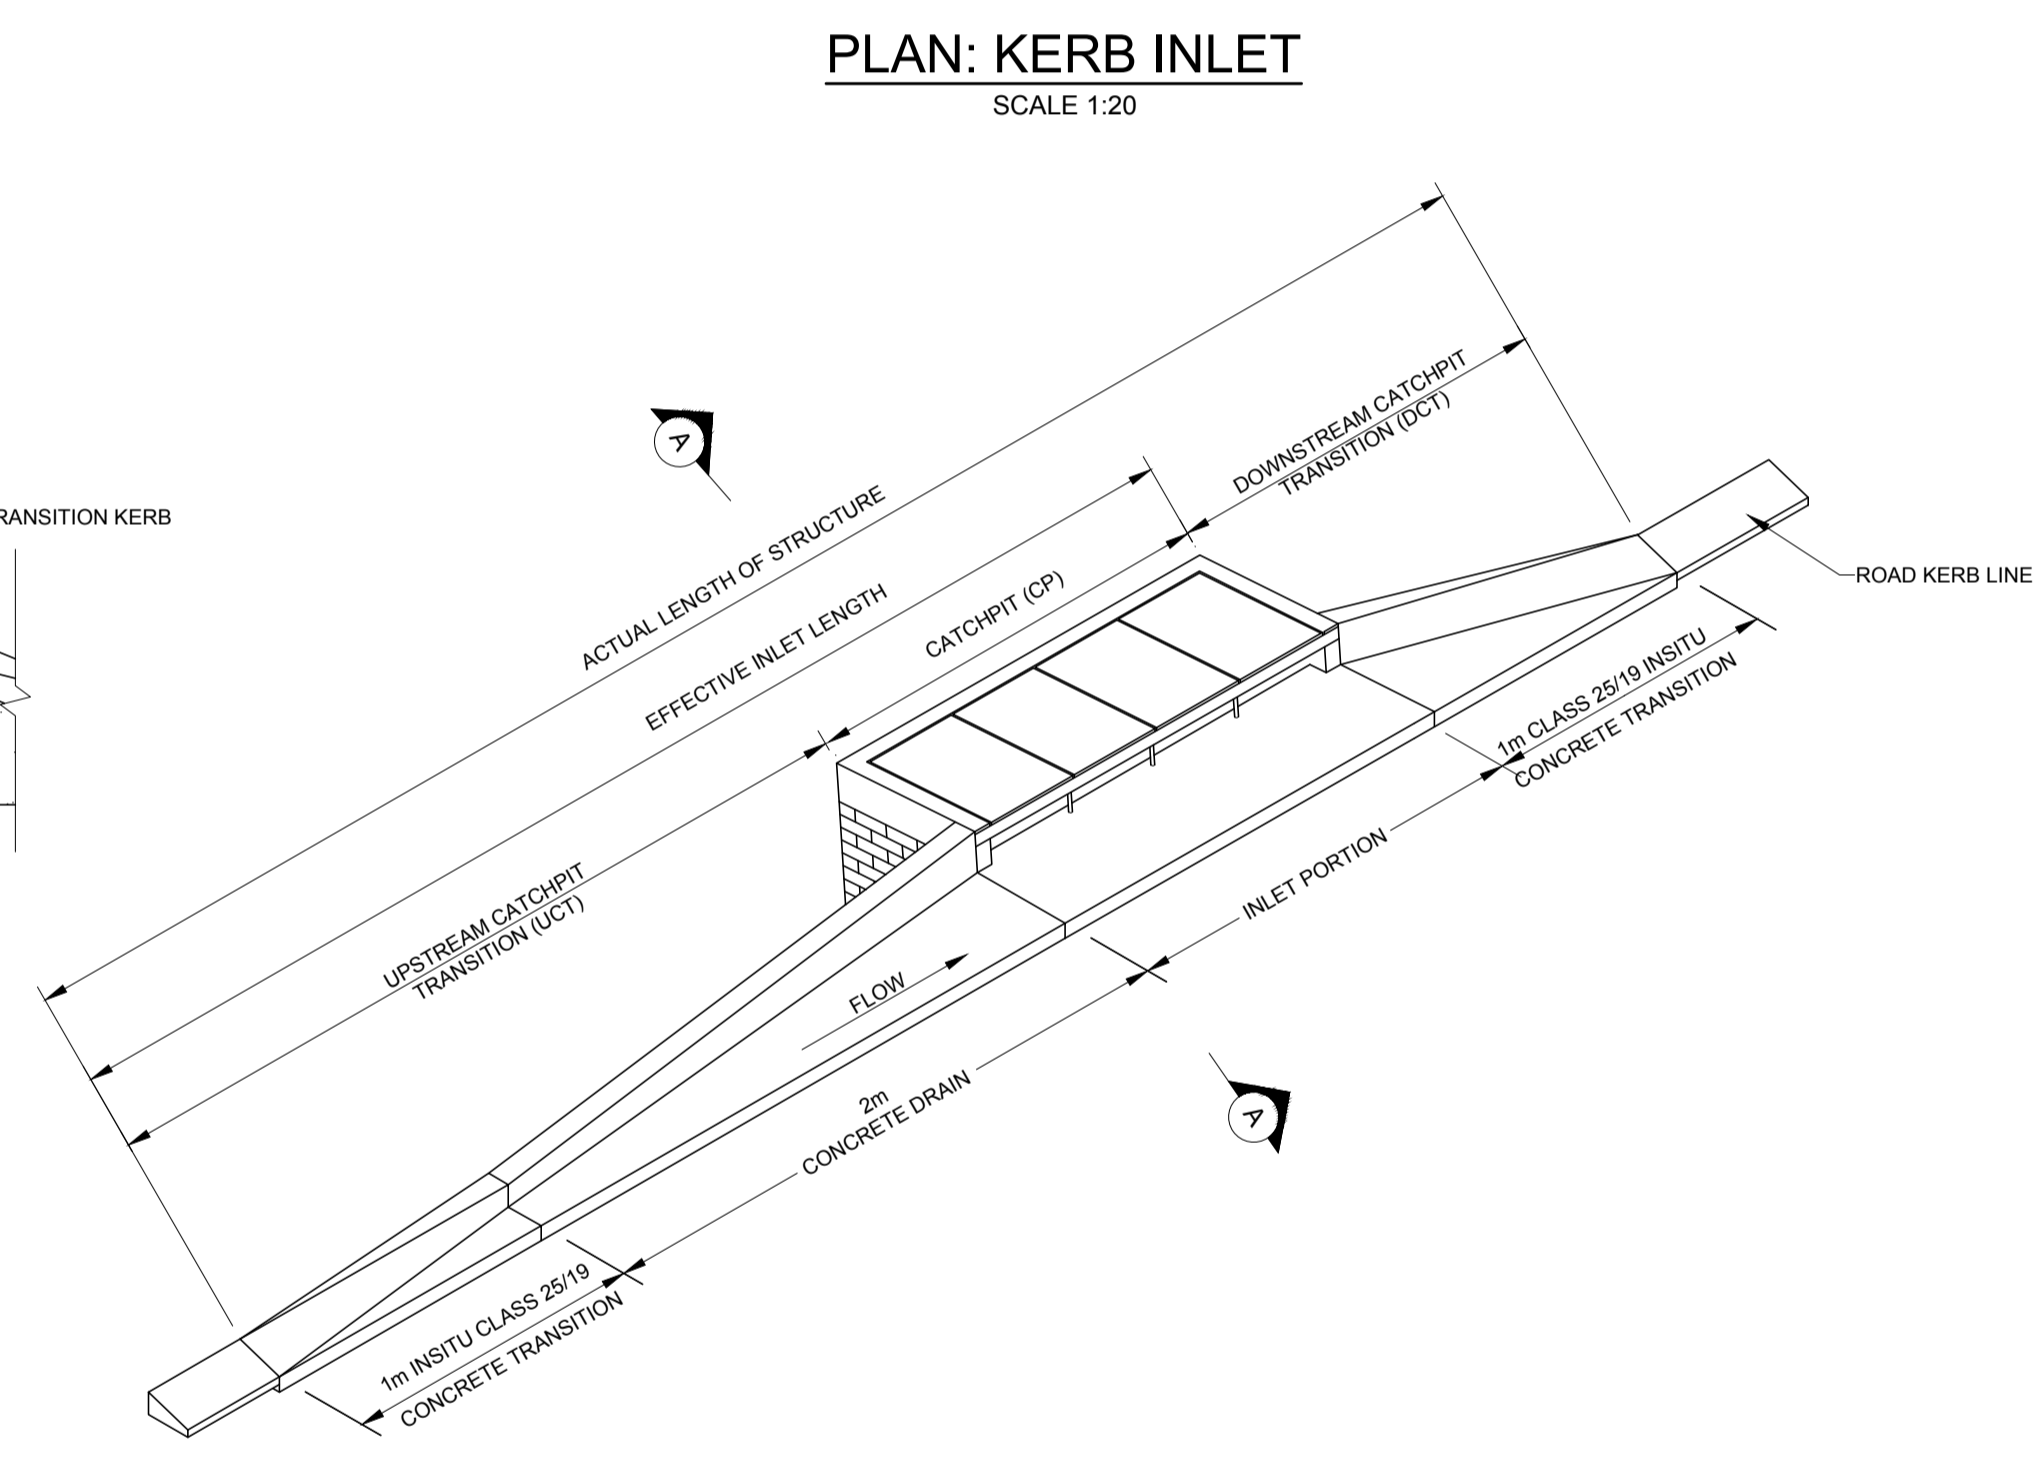 PLAN: KERB INLET
SCALE 1:20
ACTUAL LENGTH OF STRUCTURE
EFFECTIVE INLET LENGTH
CATCHPIT (CP)
DOWNSTREAM CATCHPIT
TRANSITION (DCT)
A
RANSITION KERB
ROAD KERB LINE
UPSTREAM CATCHPIT
TRANSITION (UCT)
1m CLASS 25/19 INSITU
CONCRETE TRANSITION
INLET PORTION
FLOW
2m
CONCRETE DRAIN
A
1m INSITU CLASS 25/19
CONCRETE TRANSITION